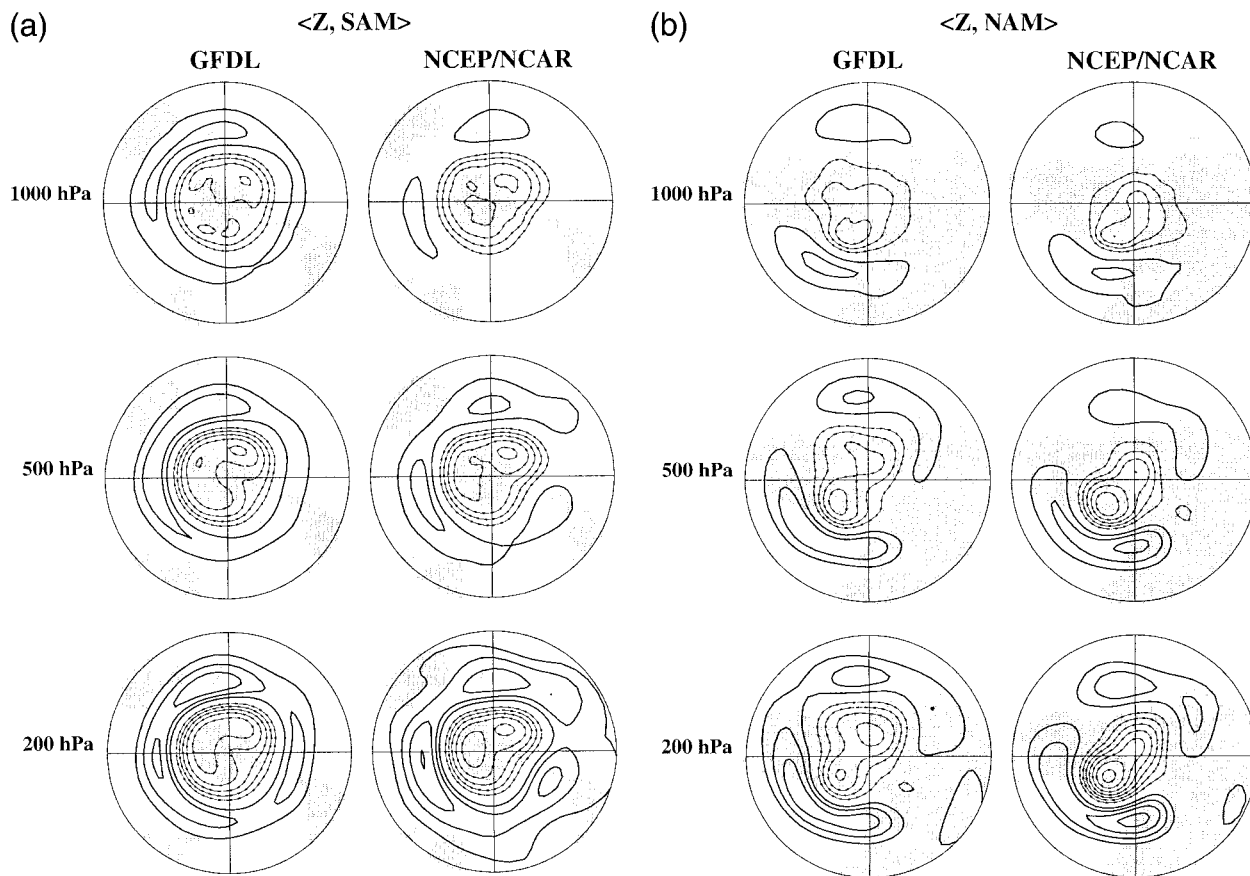 (a) <Z, SAM>
GFDL NCEP/NCAR
1000 hPa
500 hPa
200 hPa
(b) <Z, NAM>
GFDL NCEP/NCAR
1000 hPa
500 hPa
200 hPa